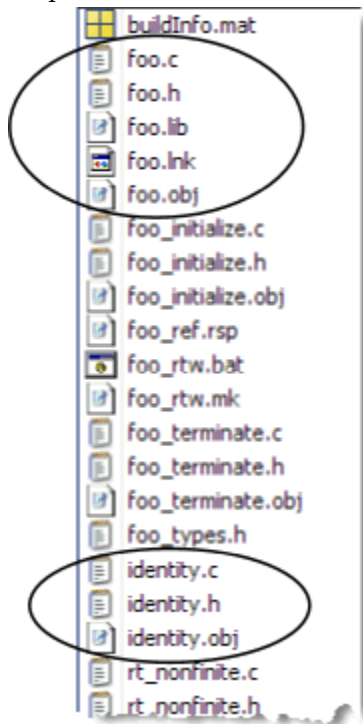 buildInfo.mat
foo.c
foo.h
foo.lib
foo.lnk
foo.obj
foo_initialize.c
foo_initialize.h
foo_initialize.obj
foo_ref.rsp
foo_rtw.bat
foo_rtw.mk
foo_terminate.c
foo_terminate.h
foo_terminate.obj
foo_types.h
identity.c
identity.h
identity.obj
rt_nonfinite.c
rt_nonfinite.h